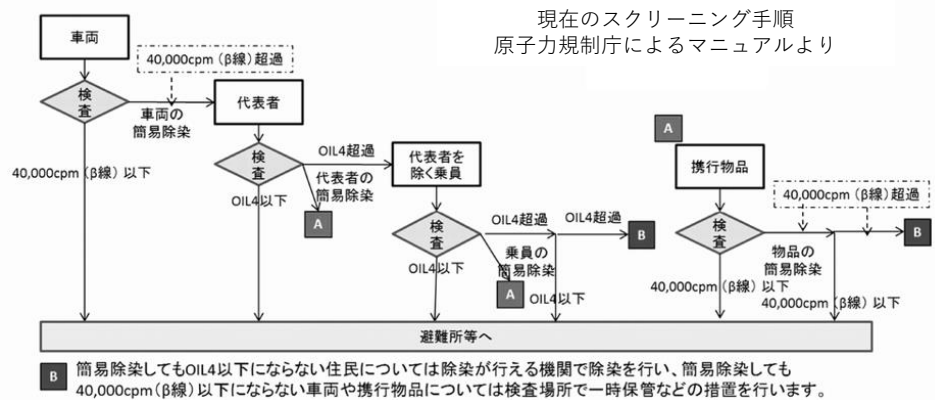 現在のスクリーニング手順
原子力規制庁によるマニュアルより
車両
40,000cpm（β線）超過
検査
車両の
簡易除染
40,000cpm（β線）以下
代表者
検査
OIL4超過
代表者の
簡易除染
A
OIL4以下
代表者を
除く乗員
検査
OIL4超過
OIL4超過
B
乗員の
簡易除染
A
OIL4以下
OIL4以下
A
携行物品
40,000cpm（β線）超過
検査
B
物品の
簡易除染
40,000cpm（β線）以下
40,000cpm（β線）以下
避難所等へ
B 簡易除染してもOIL4以下にならない住民については除染が行える機関で除染を行い、簡易除染しても
40,000cpm（β線）以下にならない車両や携行物品については検査場所で一時保管などの措置を行います。